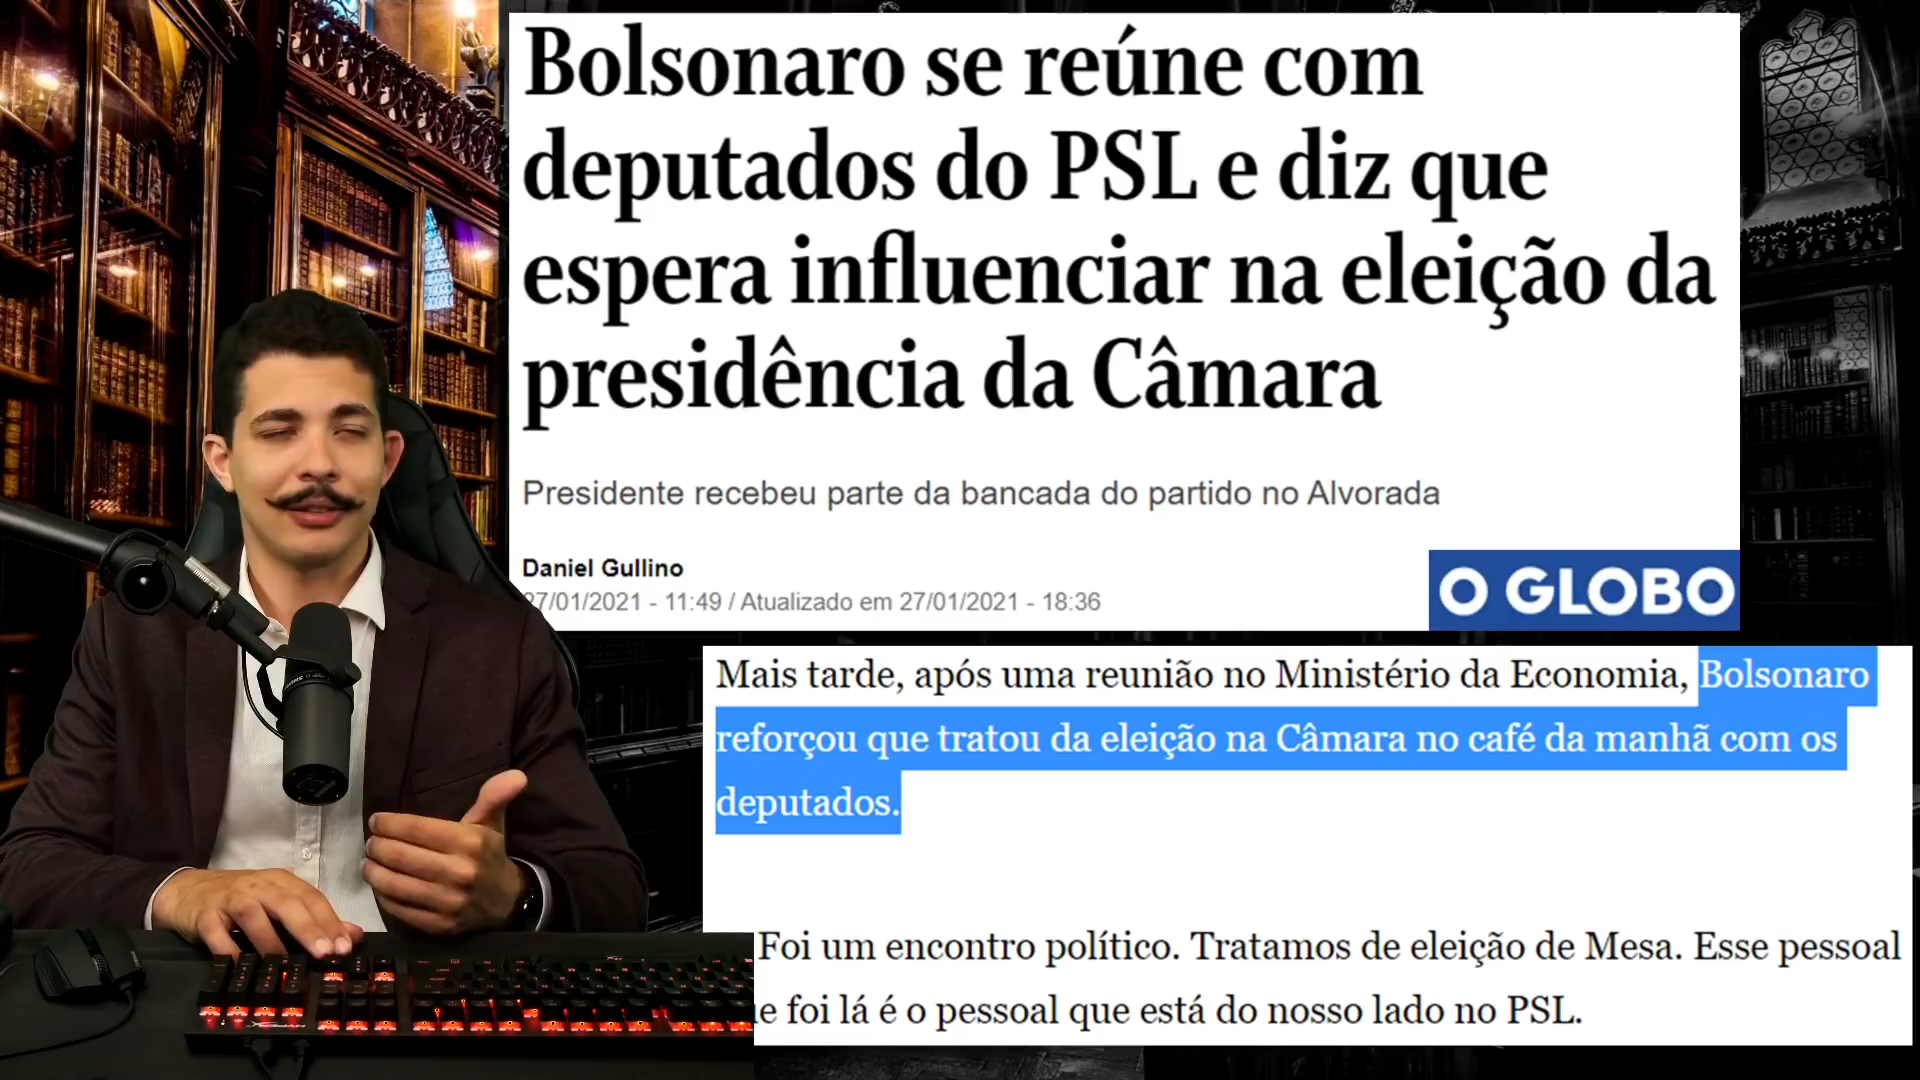 Bolsonaro se reúne com
deputados do PSL e diz que
espera influenciar na eleição da
presidência da Câmara
Presidente recebeu parte da bancada do partido no Alvorada
Daniel Gullino
27/01/2021 - 11:49 / Atualizado em 27/01/2021 - 18:36
O GLOBO
Mais tarde, após uma reunião no Ministério da Economia, Bolsonaro
reforçou que tratou da eleição na Câmara no café da manhã com os
deputados.
Foi um encontro político. Tratamos de eleição de Mesa. Esse pessoal
foi lá é o pessoal que está do nosso lado no PSL.